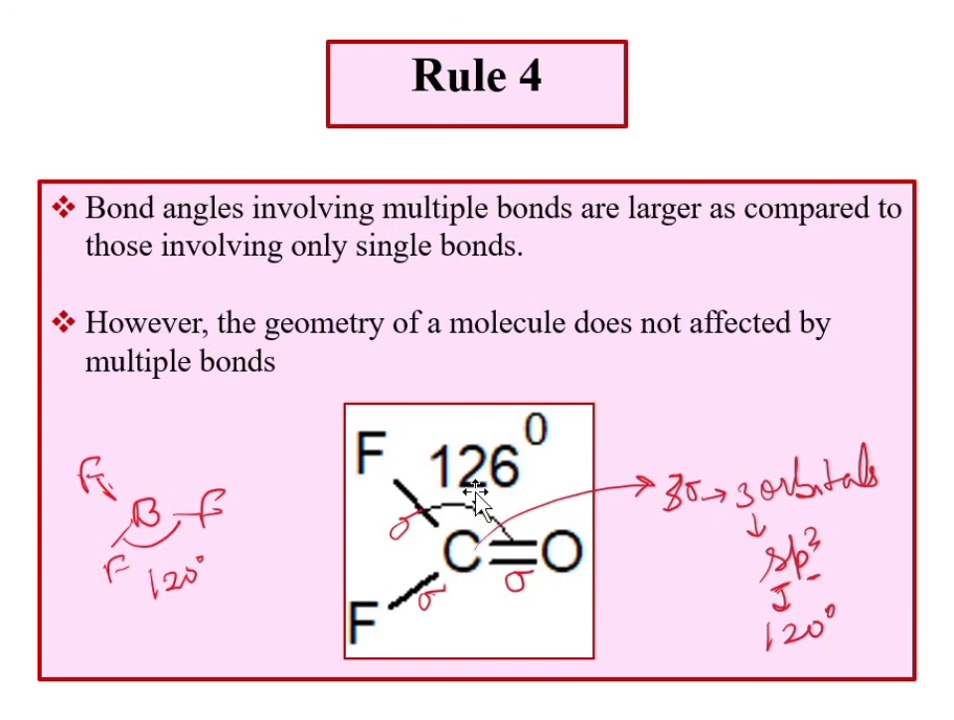 Rule 4
❖ Bond angles involving multiple bonds are larger as compared to
those involving only single bonds.
❖ However, the geometry of a molecule does not affected by
multiple bonds
F
B F
F
120°
F 126⁰
σ
C=O
σ σ
F
3σ → 3 orbitals
↓
sp²
↓
120°